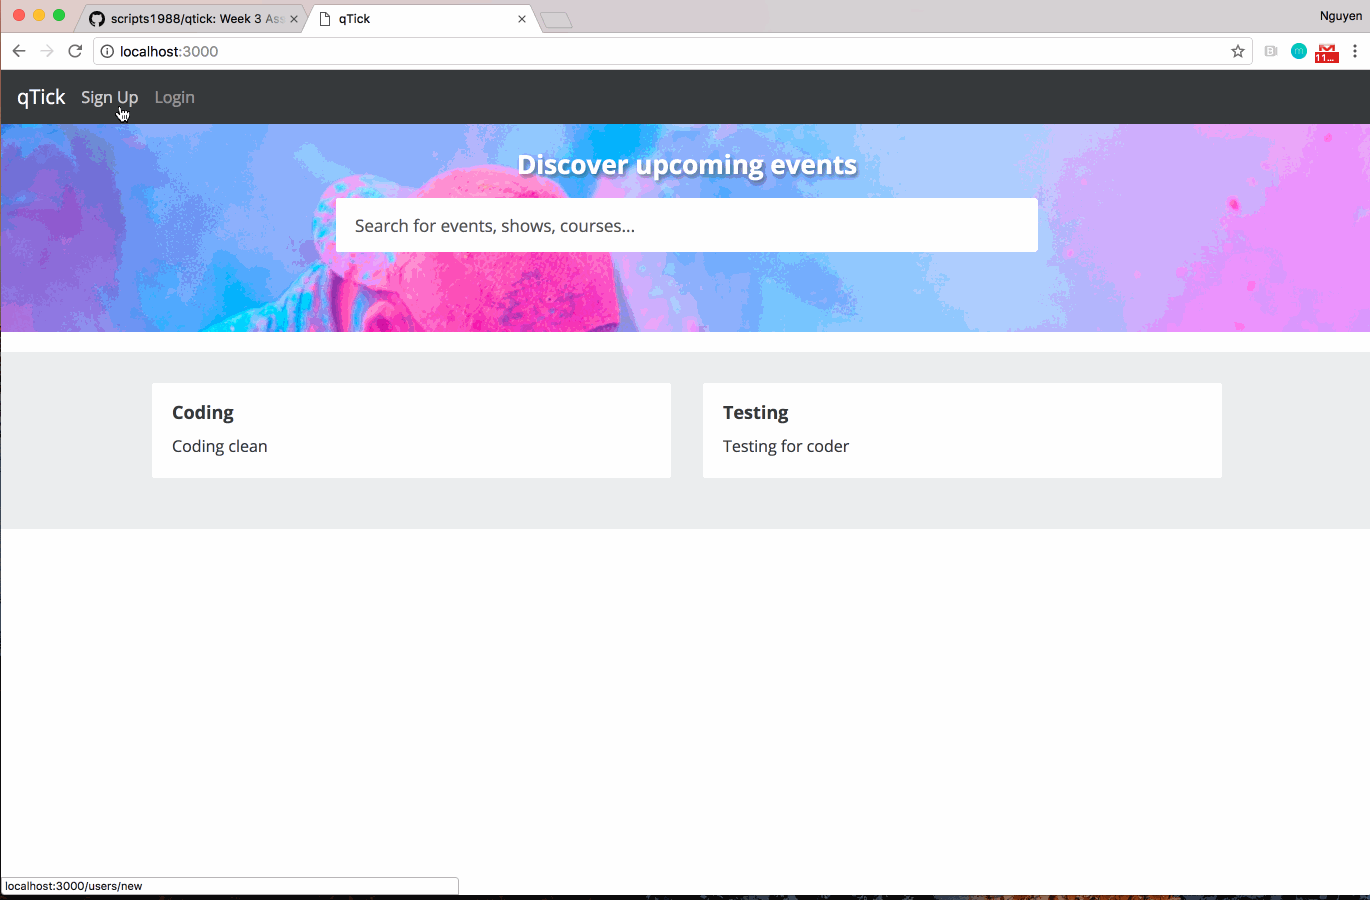 scripts1988/qtick: Week 3 Ass
qTick
Nguyen
localhost:3000
11...
qTick Sign Up Login
Discover upcoming events
Search for events, shows, courses...
Coding
Coding clean
Testing
Testing for coder
localhost:3000/users/new